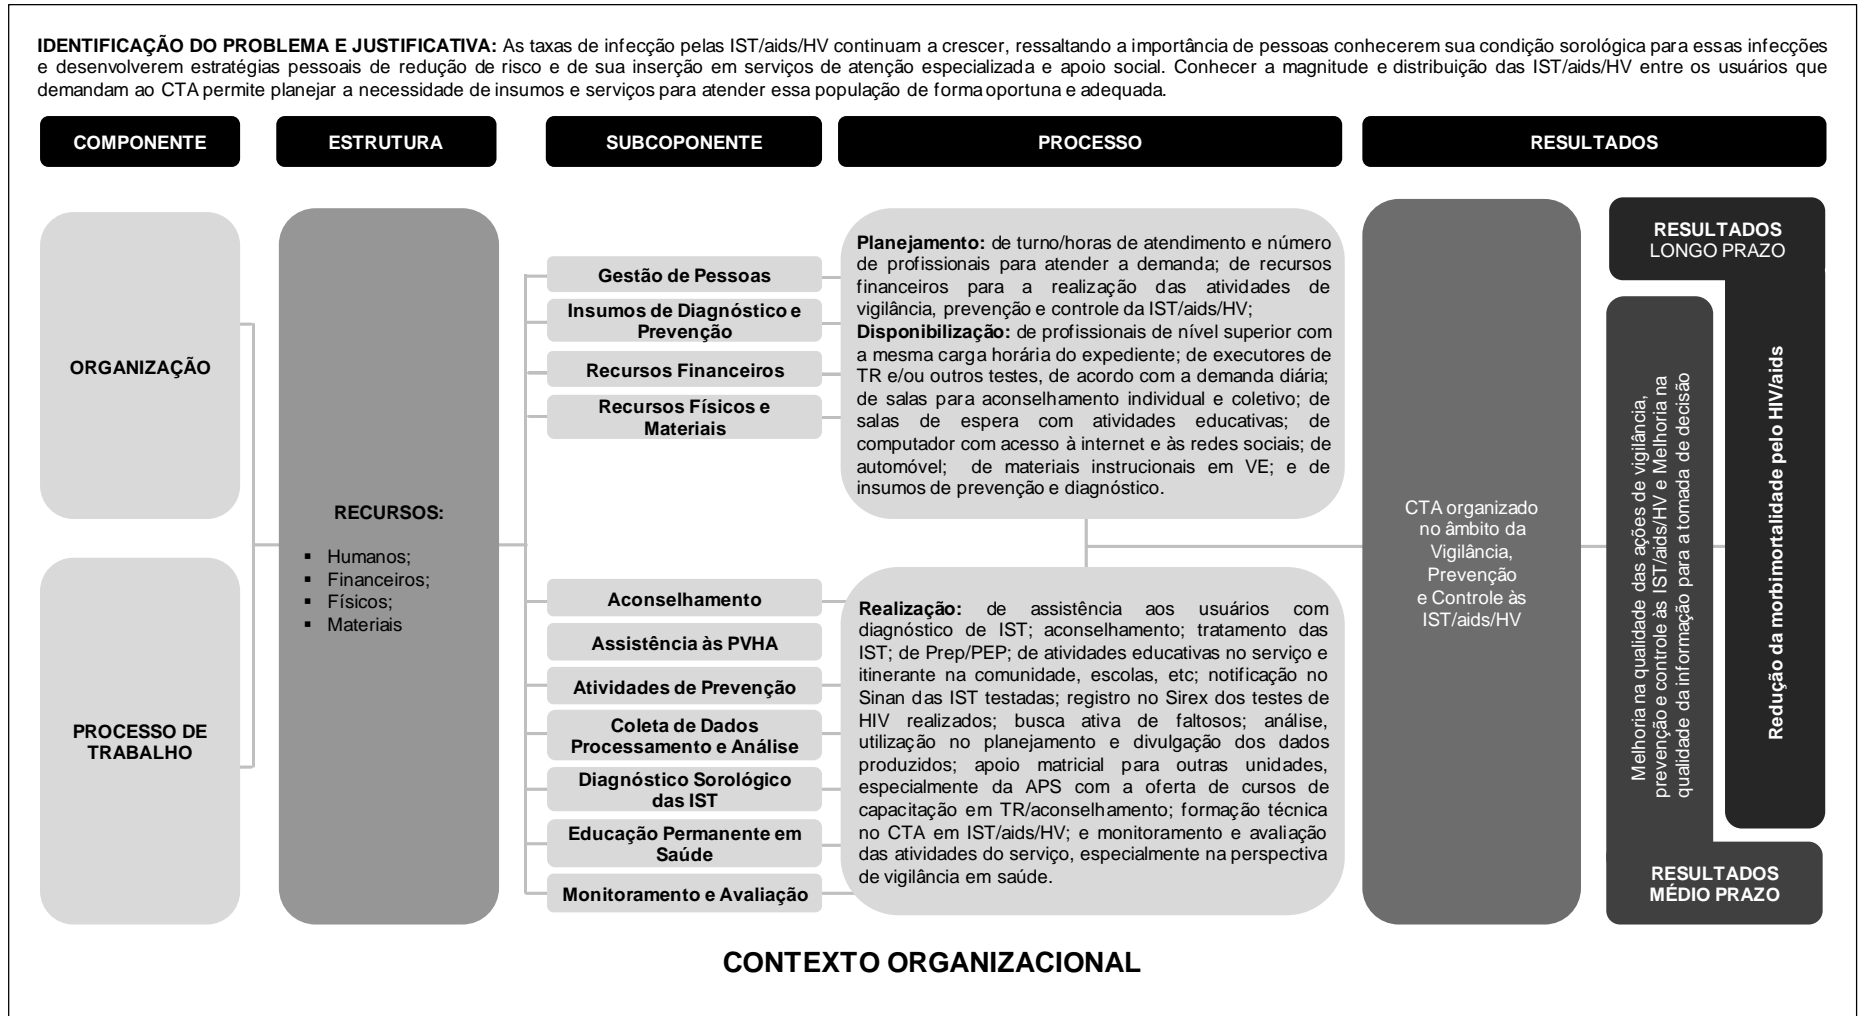 IDENTIFICAÇÃO DO PROBLEMA E JUSTIFICATIVA: As taxas de infecção pelas IST/aids/HV continuam a crescer, ressaltando a importância de pessoas conhecerem sua condição sorológica para essas infecções
e desenvolverem estratégias pessoais de redução de risco e de sua inserção em serviços de atenção especializada e apoio social. Conhecer a magnitude e distribuição das IST/aids/HV entre os usuários que
demandam ao CTA permite planejar a necessidade de insumos e serviços para atender essa população de forma oportuna e adequada.
COMPONENTE
ESTRUTURA
SUBCOPONENTE
PROCESSO
RESULTADOS
ORGANIZAÇÃO
PROCESSO DE
TRABALHO
RECURSOS:
▪ Humanos;
▪ Financeiros;
▪ Físicos;
▪ Materiais
Gestão de Pessoas
Insumos de Diagnóstico e
Prevenção
Recursos Financeiros
Recursos Físicos e
Materiais
Aconselhamento
Assistência às PVHA
Atividades de Prevenção
Coleta de Dados
Processamento e Análise
Diagnóstico Sorológico
das IST
Educação Permanente em
Saúde
Monitoramento e Avaliação
Planejamento: de turno/horas de atendimento e número
de profissionais para atender a demanda; de recursos
financeiros para a realização das atividades de
vigilância, prevenção e controle da IST/aids/HV;
Disponibilização: de profissionais de nível superior com
a mesma carga horária do expediente; de executores de
TR e/ou outros testes, de acordo com a demanda diária;
de salas para aconselhamento individual e coletivo; de
salas de espera com atividades educativas; de
computador com acesso à internet e às redes sociais; de
automóvel; de materiais instrucionais em VE; e de
insumos de prevenção e diagnóstico.
Realização: de assistência aos usuários com
diagnóstico de IST; aconselhamento; tratamento das
IST; de Prep/PEP; de atividades educativas no serviço e
itinerante na comunidade, escolas, etc; notificação no
Sinan das IST testadas; registro no Sirex dos testes de
HIV realizados; busca ativa de faltosos; análise,
utilização no planejamento e divulgação dos dados
produzidos; apoio matricial para outras unidades,
especialmente da APS com a oferta de cursos de
capacitação em TR/aconselhamento; formação técnica
no CTA em IST/aids/HV; e monitoramento e avaliação
das atividades do serviço, especialmente na perspectiva
de vigilância em saúde.
CTA organizado
no âmbito da
Vigilância,
Prevenção
e Controle às
IST/aids/HV
Melhoria na qualidade das ações de vigilância,
prevenção e controle às IST/aids/HV e Melhoria na
qualidade da informação para a tomada de decisão
RESULTADOS
MÉDIO PRAZO
RESULTADOS
LONGO PRAZO
Redução da morbimortalidade pelo HIV/aids
CONTEXTO ORGANIZACIONAL